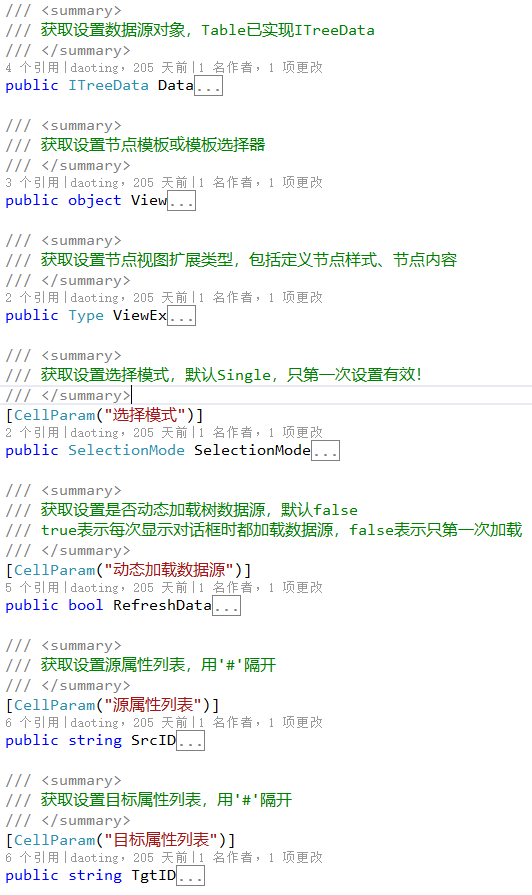 /// <summary>
/// 获取设置数据源对象，Table已实现ITreeData
/// </summary>
4 个引用|daoting，205 天前|1 名作者，1 项更改
public ITreeData Data...
/// <summary>
/// 获取设置节点模板或模板选择器
/// </summary>
3 个引用|daoting，205 天前|1 名作者，1 项更改
public object View...
/// <summary>
/// 获取设置节点视图扩展类型，包括定义节点样式、节点内容
/// </summary>
2 个引用|daoting，205 天前|1 名作者，1 项更改
public Type ViewEx...
/// <summary>
/// 获取设置选择模式，默认Single，只第一次设置有效！
/// </summary>
[CellParam("选择模式")]
2 个引用|daoting，205 天前|1 名作者，1 项更改
public SelectionMode SelectionMode...
/// <summary>
/// 获取设置是否动态加载树数据源，默认false
/// true表示每次显示对话框时都加载数据源，false表示只第一次加载
/// </summary>
[CellParam("动态加载数据源")]
5 个引用|daoting，205 天前|1 名作者，1 项更改
public bool RefreshData...
/// <summary>
/// 获取设置源属性列表，用'#'隔开
/// </summary>
[CellParam("源属性列表")]
6 个引用|daoting，205 天前|1 名作者，1 项更改
public string SrcID...
/// <summary>
/// 获取设置目标属性列表，用'#'隔开
/// </summary>
[CellParam("目标属性列表")]
6 个引用|daoting，205 天前|1 名作者，1 项更改
public string TgtID...